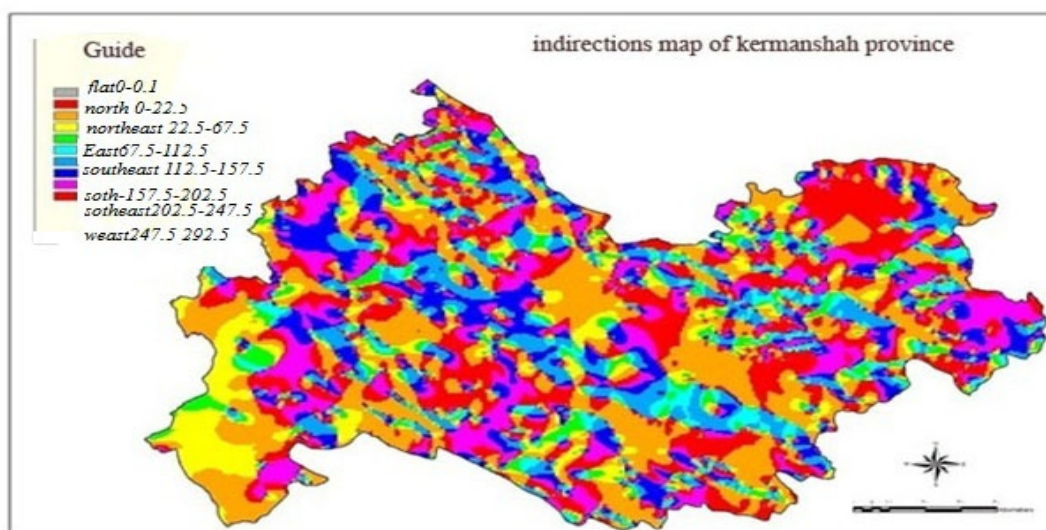 Guide
indirections map of kermanshah province
flat0-0.1
north 0-22.5
northeast 22.5-67.5
East67.5-112.5
southeast 112.5-157.5
soth-157.5-202.5
sotheast202.5-247.5
weast247.5 292.5